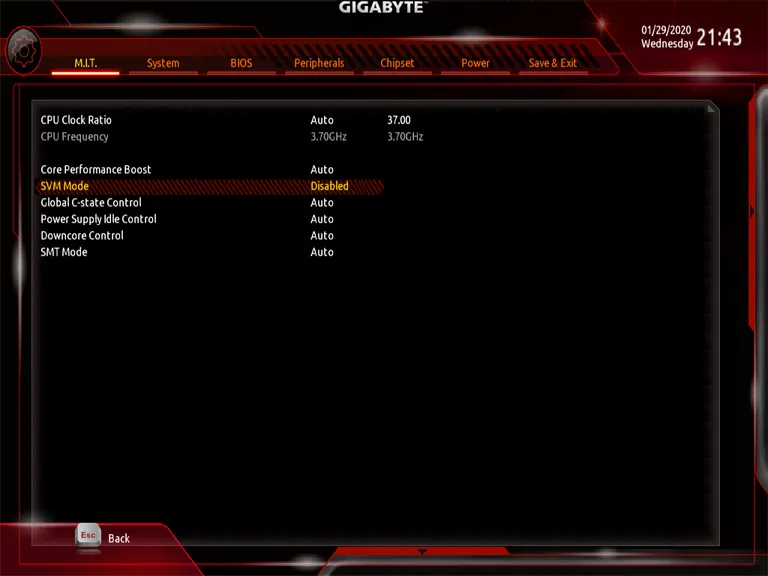 GIGABYTE™
01/29/2020
Wednesday
21:43
M.I.T. System BIOS Peripherals Chipset Power Save & Exit
CPU Clock Ratio Auto 37.00
CPU Frequency 3.70GHz 3.70GHz
Core Performance Boost Auto
SVM Mode Disabled
Global C-state Control Auto
Power Supply Idle Control Auto
Downcore Control Auto
SMT Mode Auto
Esc Back